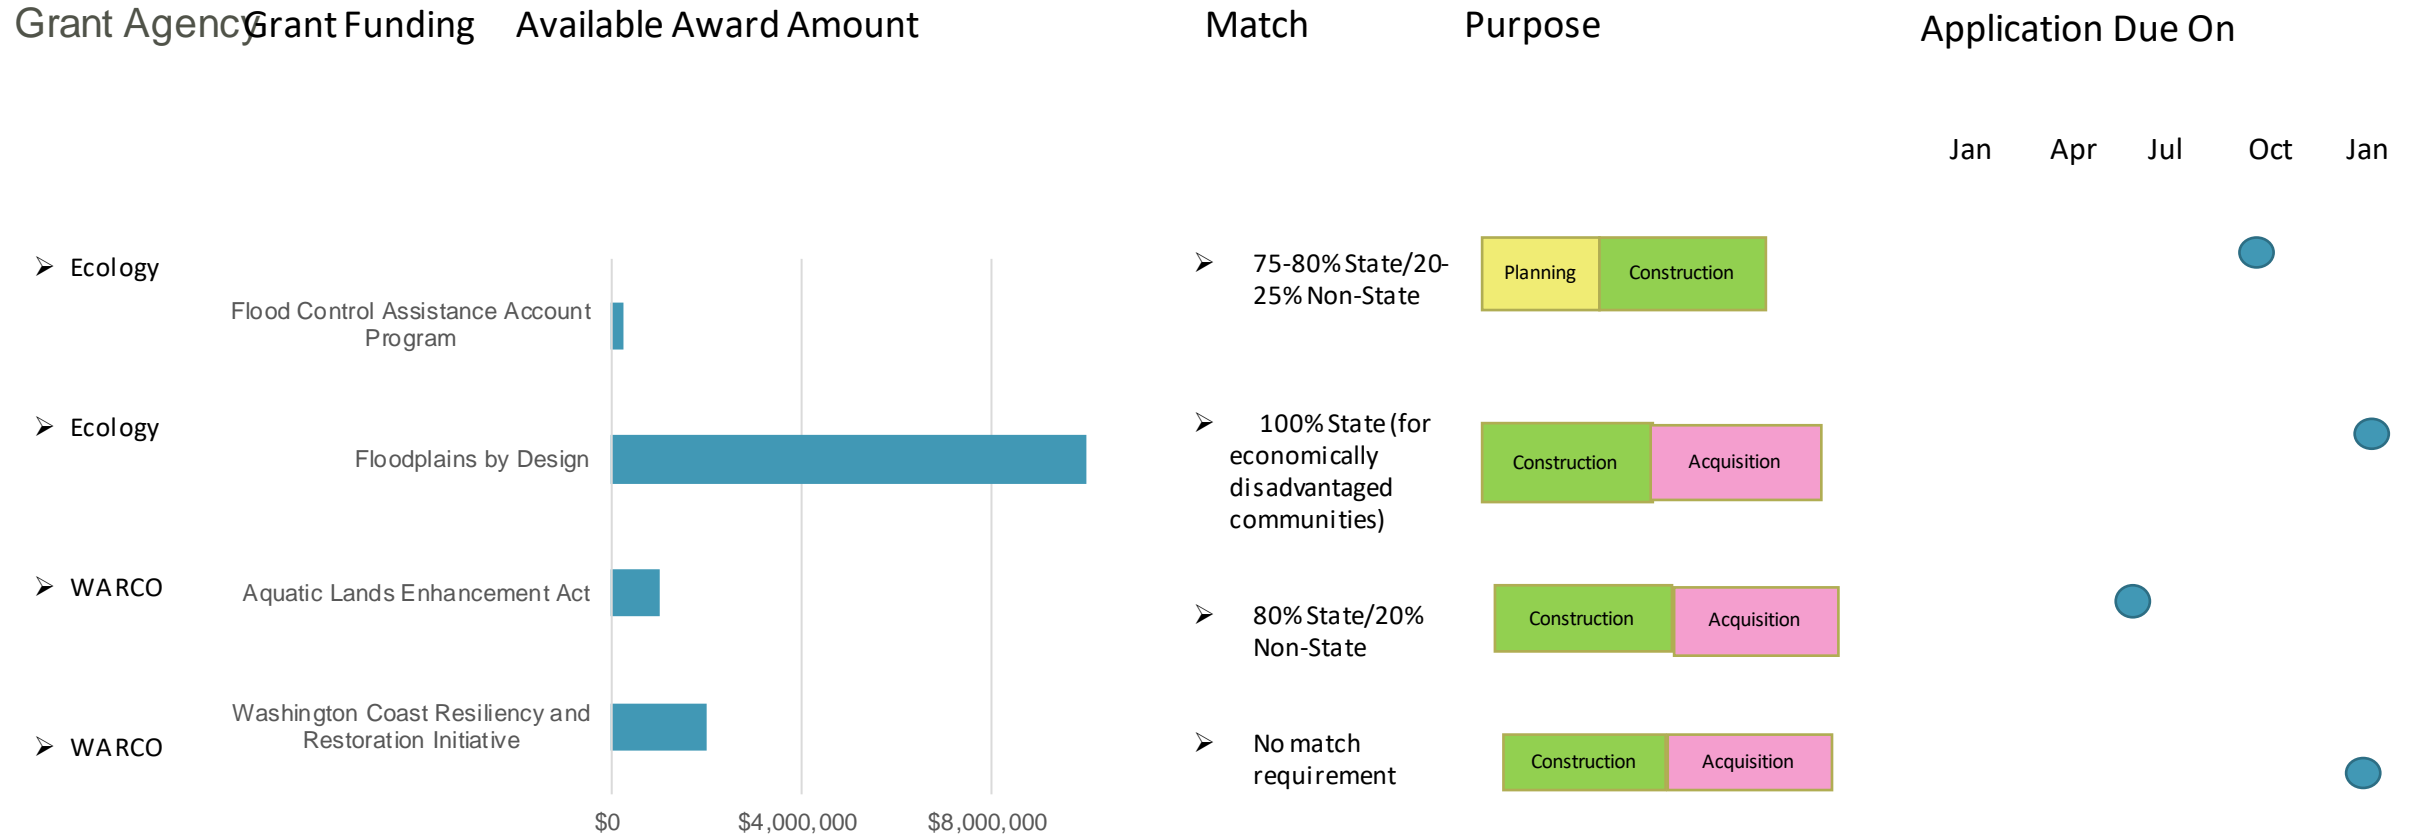 Grant Agency
Grant Funding
Available Award Amount
Match
Purpose
Application Due On
Jan
Apr
Jul
Oct
Jan
➢ Ecology
Flood Control Assistance Account
Program
➢ 75-80% State/20-
25% Non-State
Planning
Construction
➢ Ecology
Floodplains by Design
➢ 100% State (for
economically
disadvantaged
communities)
Construction
Acquisition
➢ WARCO
Aquatic Lands Enhancement Act
➢ 80% State/20%
Non-State
Construction
Acquisition
➢ WARCO
Washington Coast Resiliency and
Restoration Initiative
➢ No match
requirement
Construction
Acquisition
$0
$4,000,000
$8,000,000